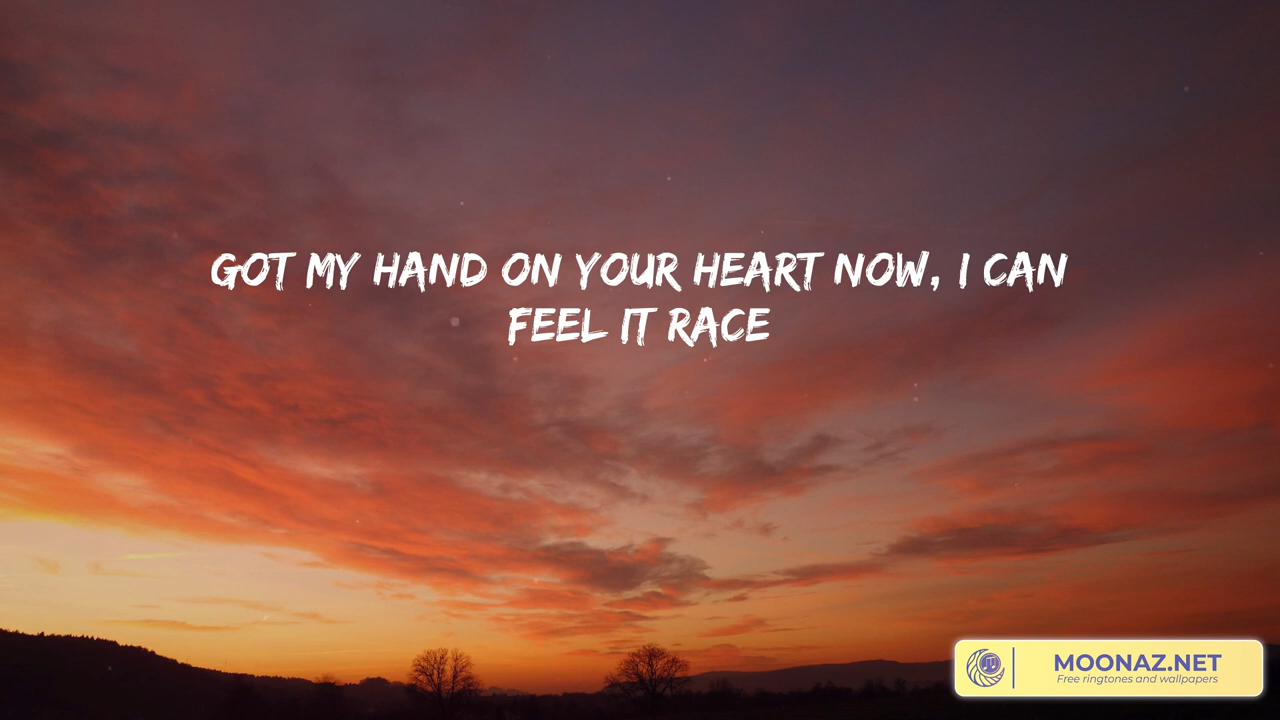 GOT MY HAND ON YOUR HEART NOW, I CAN
FEEL IT RACE
MOONAZ.NET
Free ringtones and wallpapers